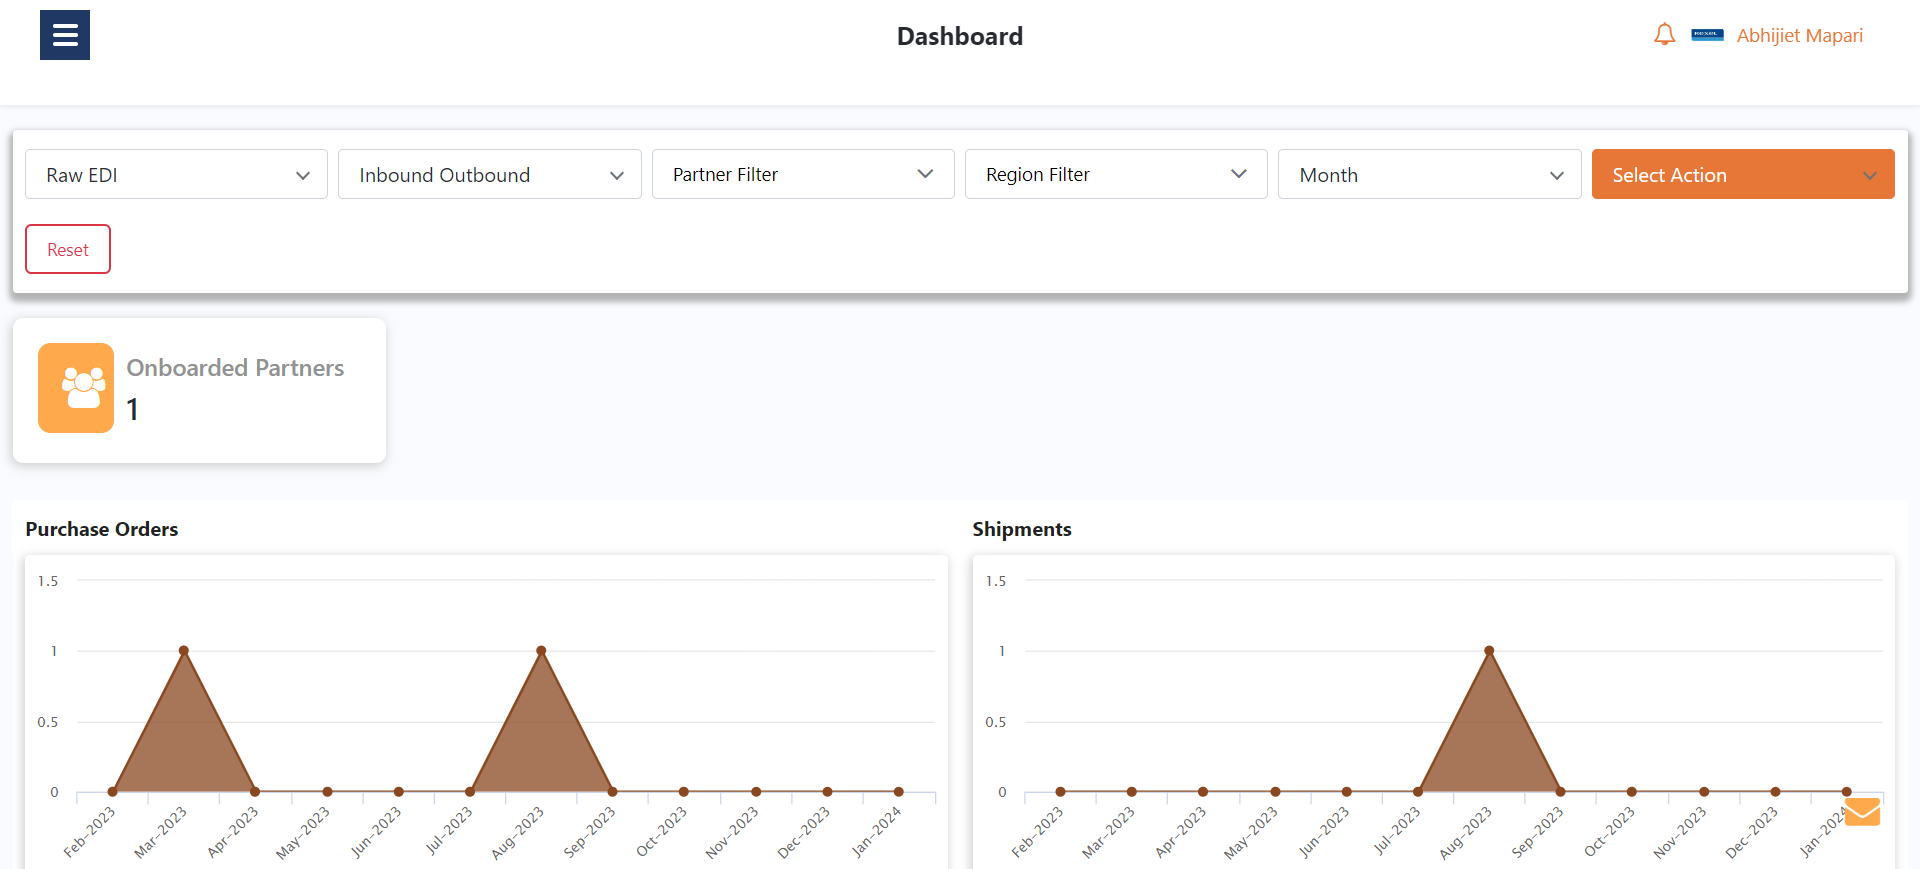 Dashboard
REXEL
Abhijiet Mapari
Raw EDI
Inbound Outbound
Partner Filter
Region Filter
Month
Select Action
Reset
Onboarded Partners
1
Purchase Orders
1.5
1
0.5
0
Feb-2023
Mar-2023
Apr-2023
May-2023
Jun-2023
Jul-2023
Aug-2023
Sep-2023
Oct-2023
Nov-2023
Dec-2023
Jan-2024
Shipments
1.5
1
0.5
0
Feb-2023
Mar-2023
Apr-2023
May-2023
Jun-2023
Jul-2023
Aug-2023
Sep-2023
Oct-2023
Nov-2023
Dec-2023
Jan-2024